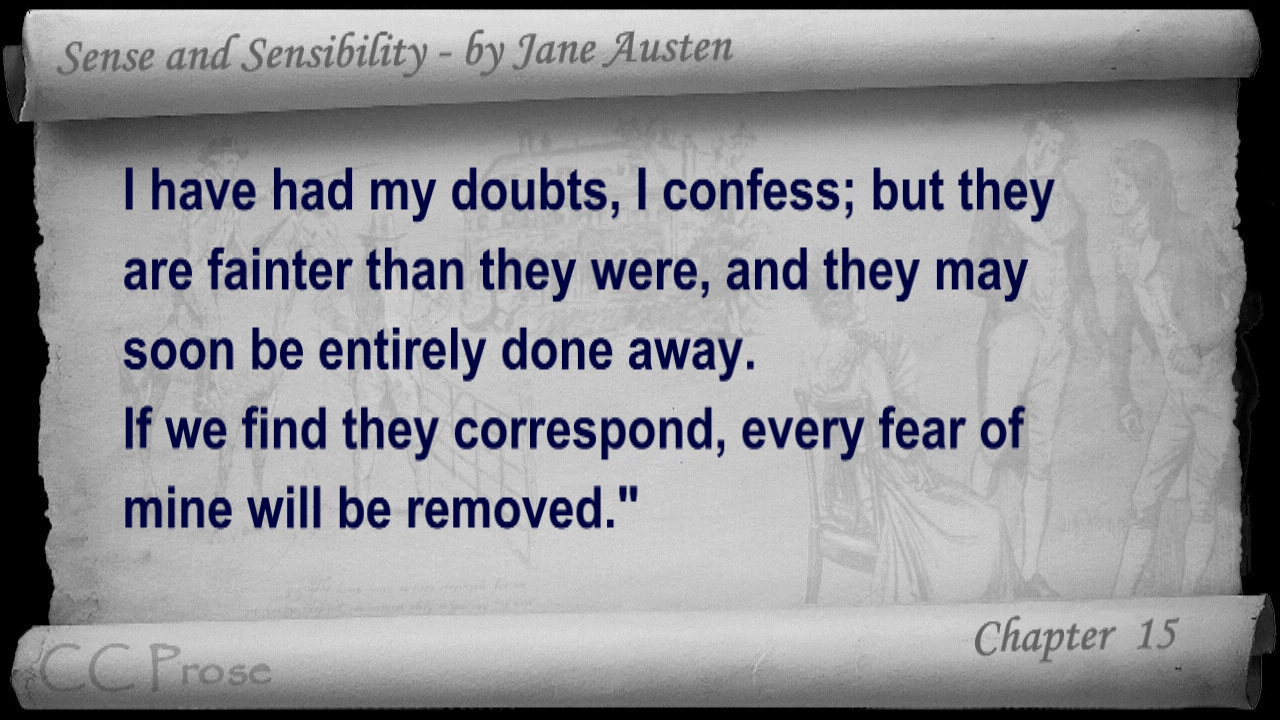 Sense and Sensibility - by Jane Austen
I have had my doubts, I confess; but they
are fainter than they were, and they may
soon be entirely done away.
If we find they correspond, every fear of
mine will be removed."
Chapter 15
CC Prose